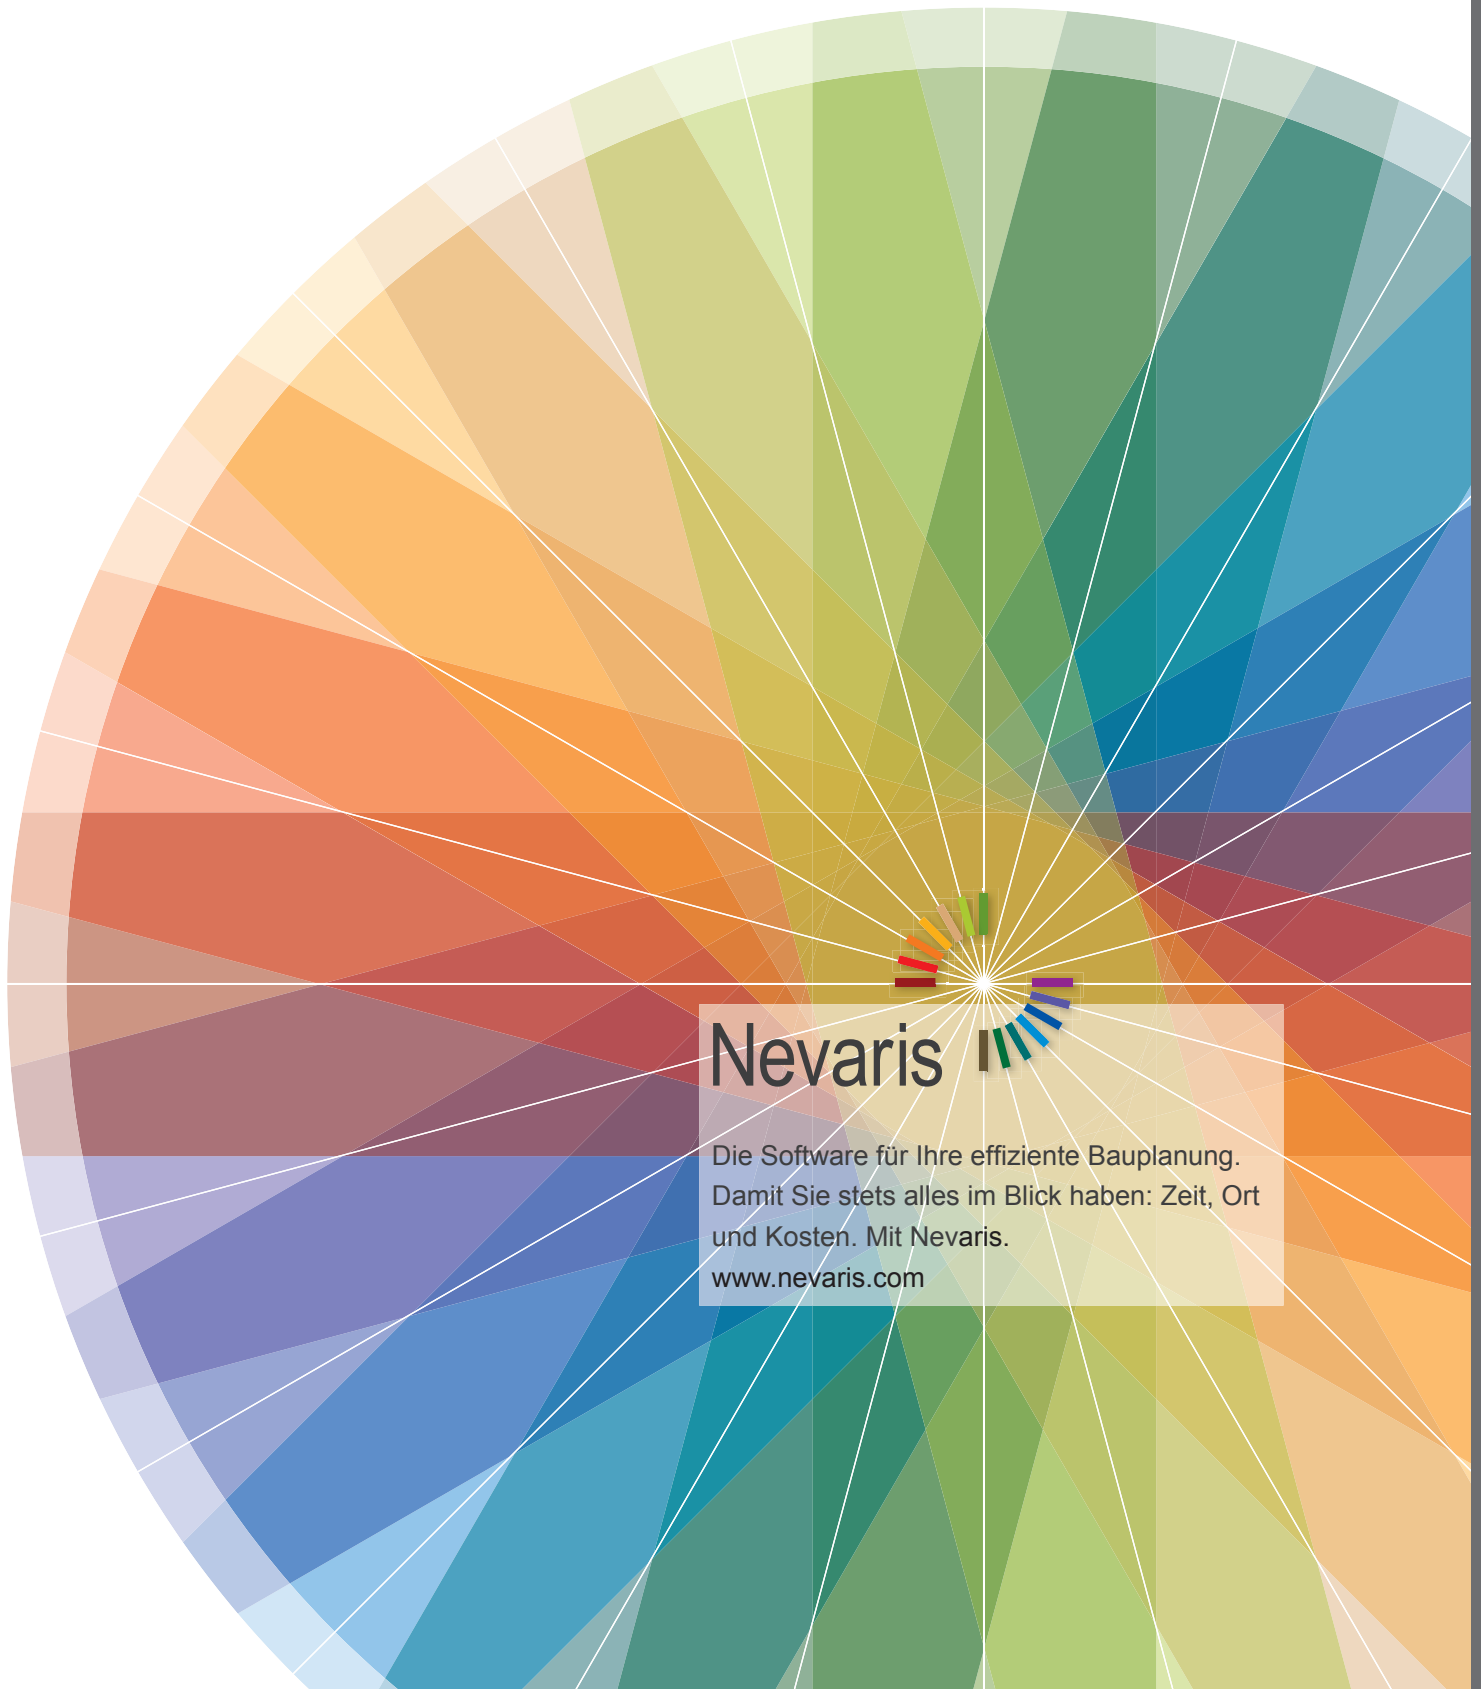 Nevaris
Die Software für Ihre effiziente Bauplanung.
Damit Sie stets alles im Blick haben: Zeit, Ort
und Kosten. Mit Nevaris.
www.nevaris.com